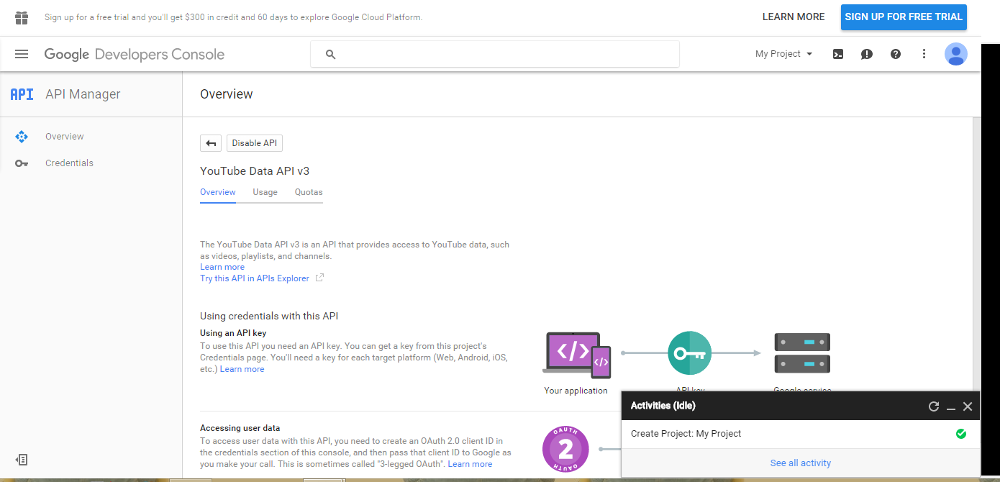 Sign up for a free trial and you'll get $300 in credit and 60 days to explore Google Cloud Platform.
LEARN MORE
SIGN UP FOR FREE TRIAL
Google Developers Console
My Project
API API Manager
Overview
Overview
Credentials
Disable API
YouTube Data API v3
Overview Usage Quotas
The YouTube Data API v3 is an API that provides access to YouTube data, such
as videos, playlists, and channels.
Learn more
Try this API in APIs Explorer
Using credentials with this API
Using an API key
To use this API you need an API key. You can get a key from this project's
Credentials page. You'll need a key for each target platform (Web, Android, iOS,
etc.) Learn more
</>
</>
Your application
API key
Google service
Accessing user data
To access user data with this API, you need to create an OAuth 2.0 client ID in
the credentials section of this console, and then pass that client ID to Google as
you make your call. This is sometimes called "3-legged OAuth". Learn more
OAUTH
2
OAUTH
Activities (Idle)
Create Project: My Project
See all activity